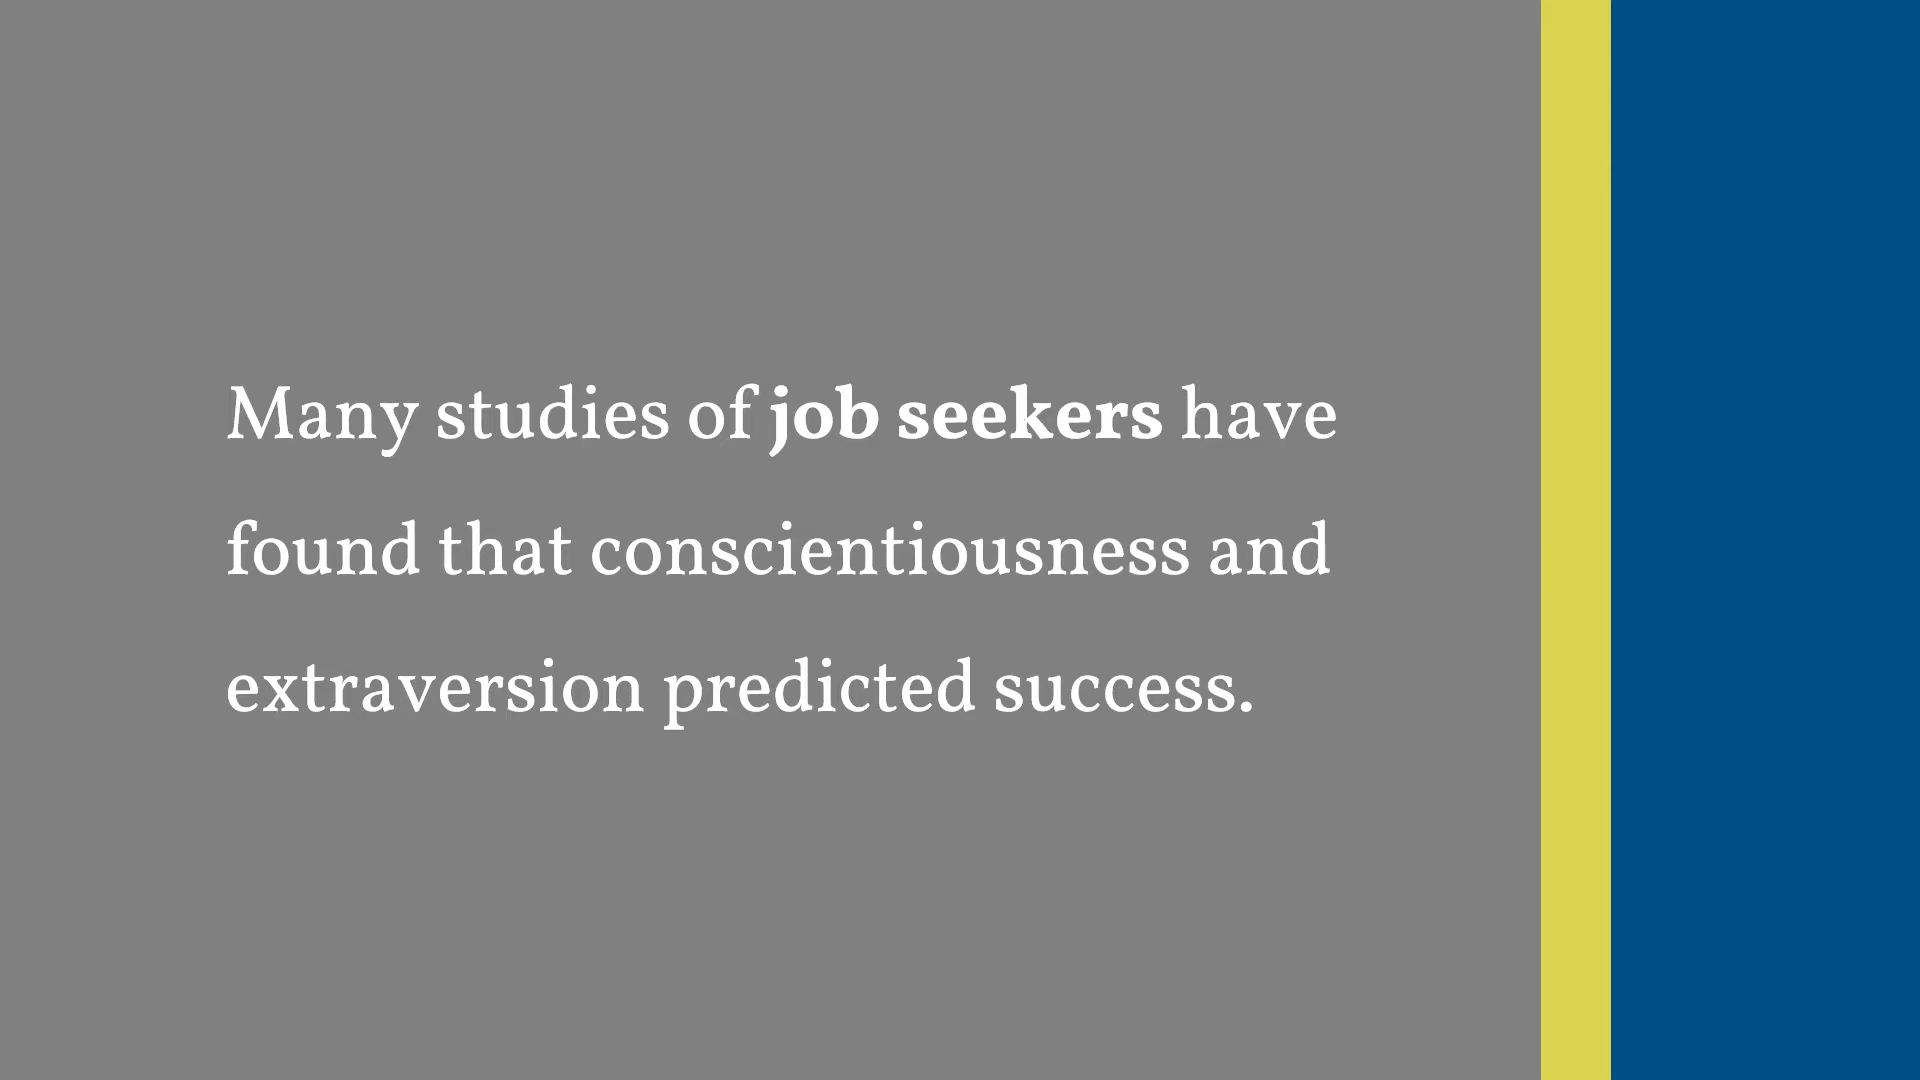 Many studies of job seekers have
found that conscientiousness and
extraversion predicted success.